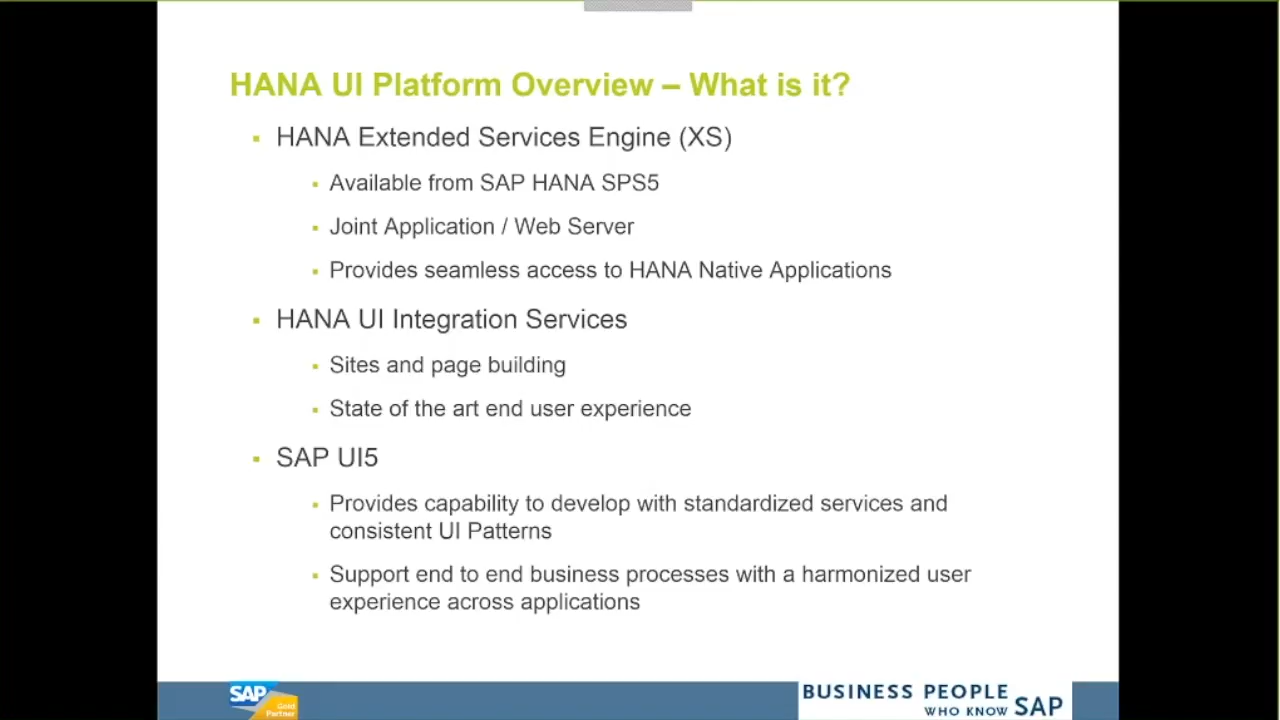 HANA UI Platform Overview – What is it?
▪ HANA Extended Services Engine (XS)
▪ Available from SAP HANA SPS5
▪ Joint Application / Web Server
▪ Provides seamless access to HANA Native Applications
▪ HANA UI Integration Services
▪ Sites and page building
▪ State of the art end user experience
▪ SAP UI5
▪ Provides capability to develop with standardized services and
consistent UI Patterns
▪ Support end to end business processes with a harmonized user
experience across applications
SAP
Gold
Partner
BUSINESS PEOPLE
WHO KNOW SAP